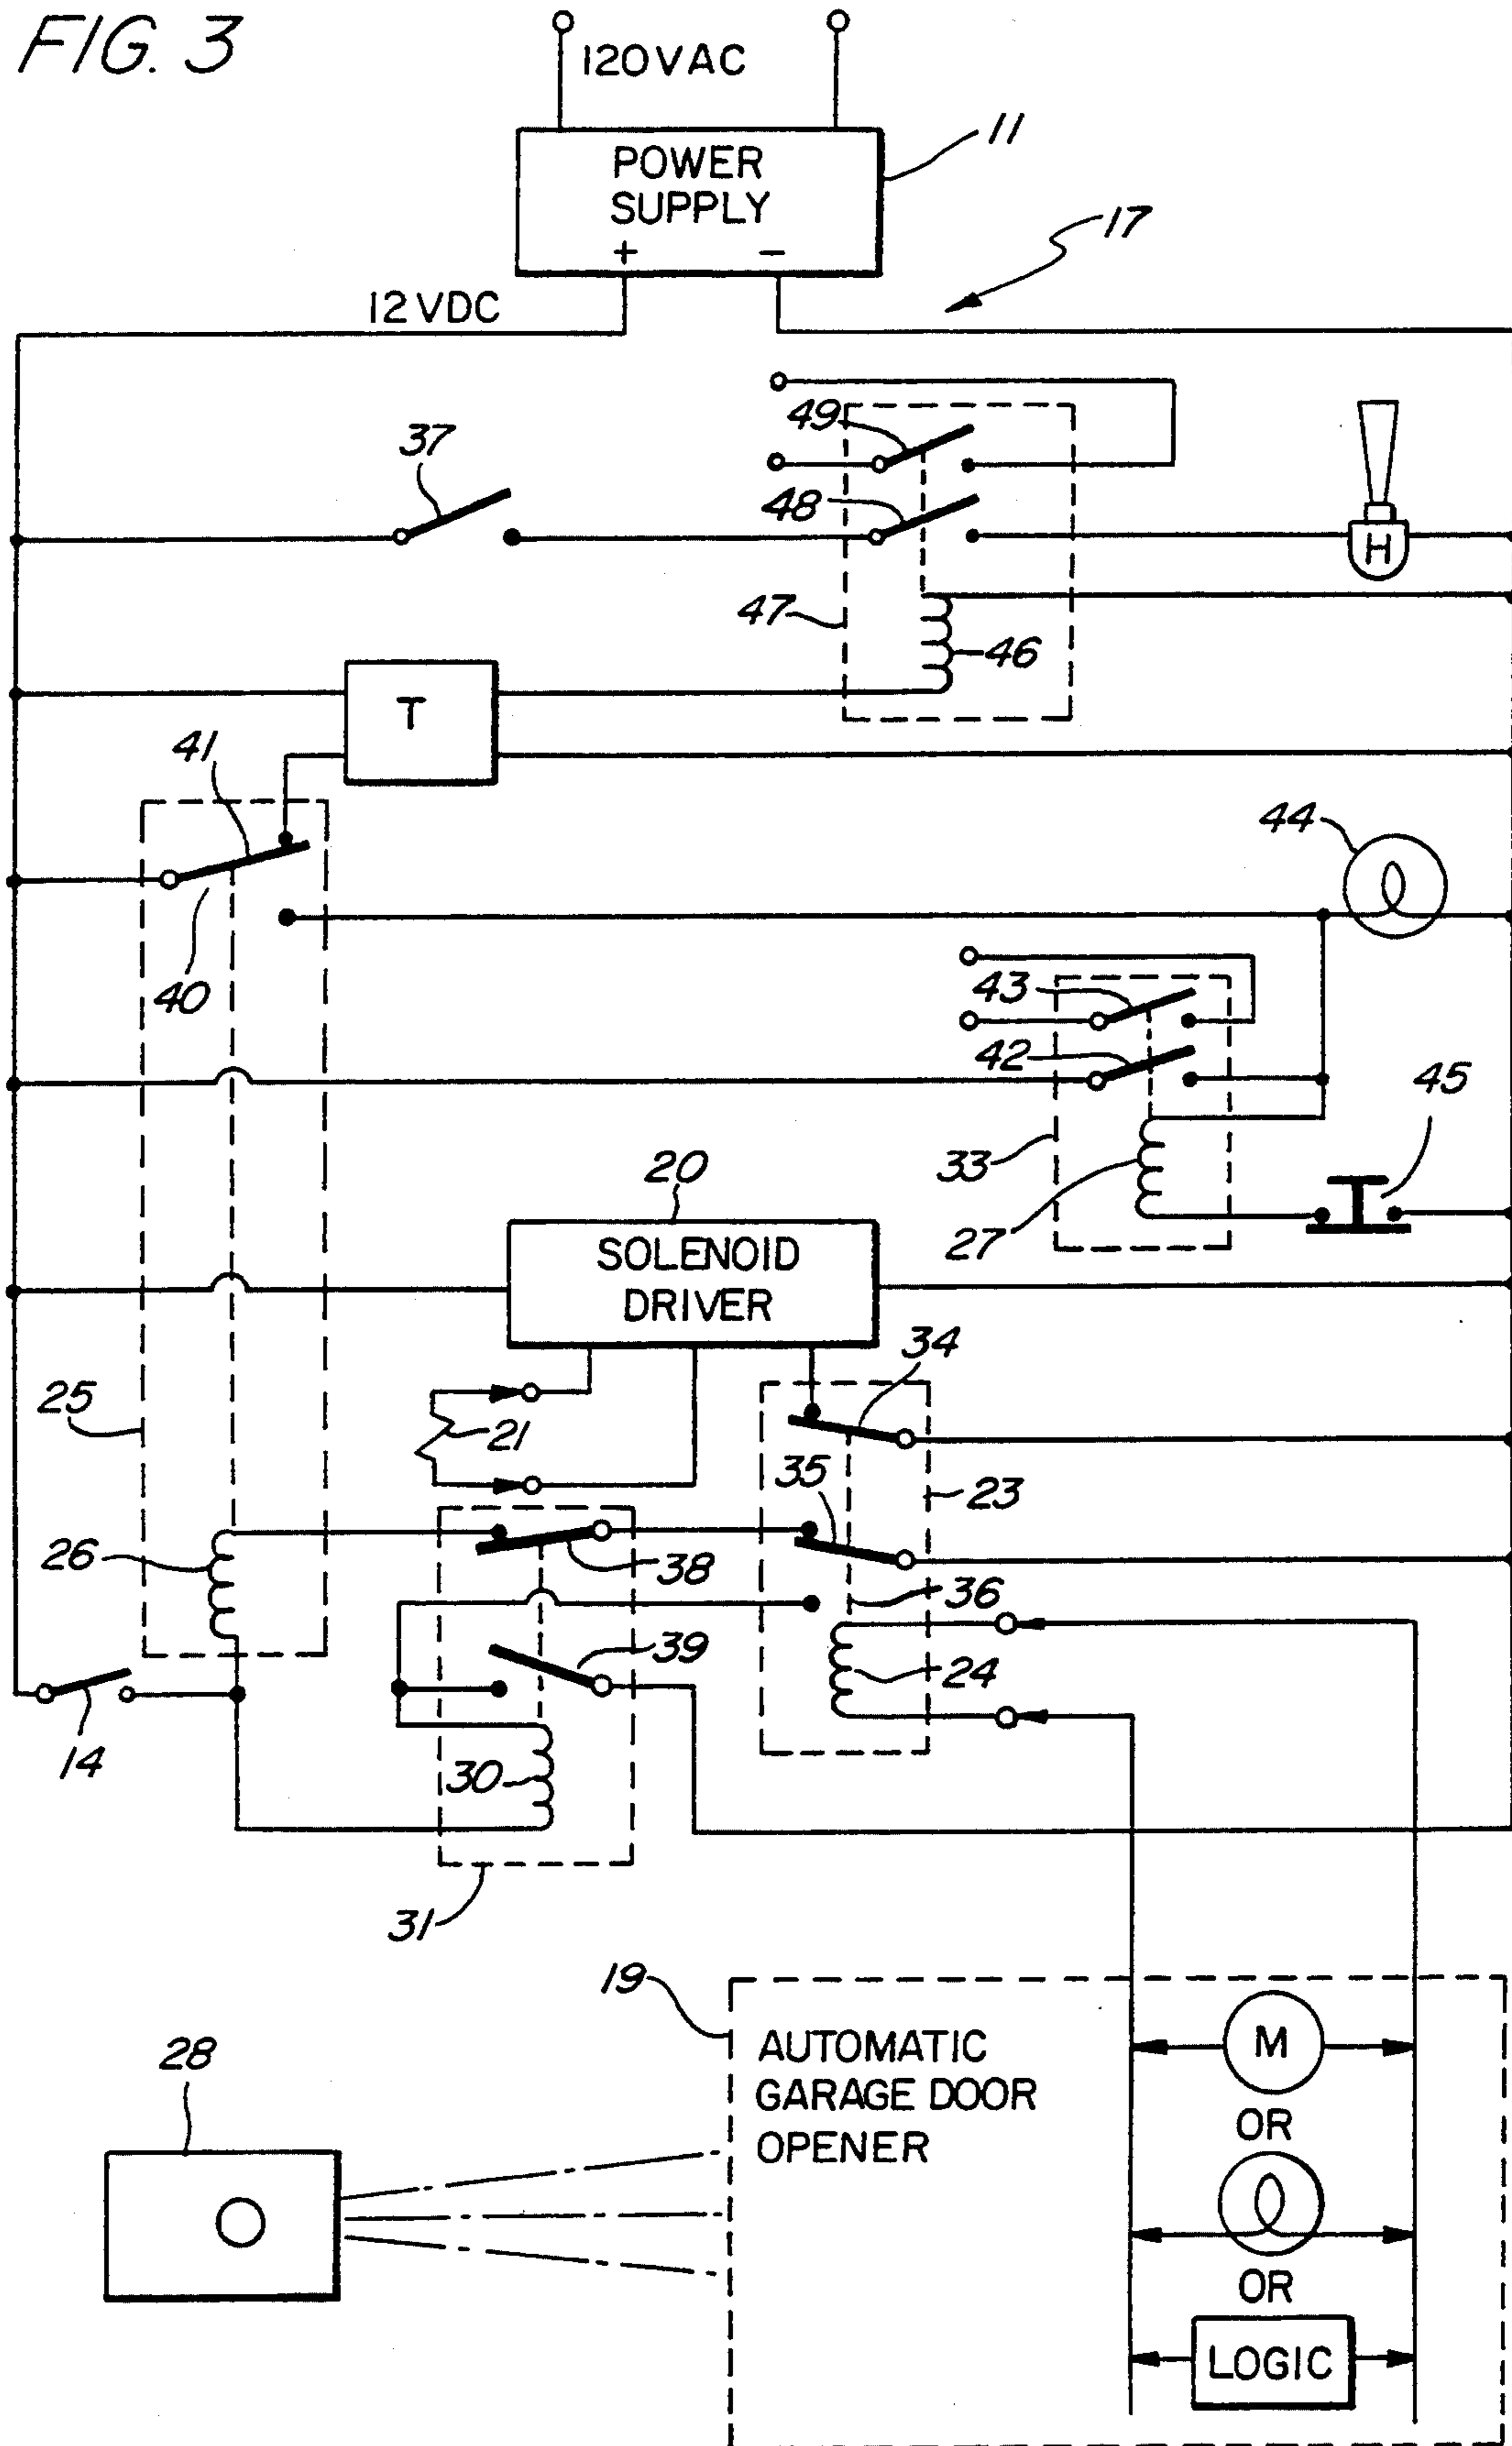 FIG. 3
120VAC
POWER
SUPPLY
+ −
11
17
12VDC
49
37
48
H
47
46
T
41
44
40
43
42
45
33
20
27
SOLENOID
DRIVER
34
25
21
35
23
26
38
36
39
24
14
30
31
19
M
AUTOMATIC
GARAGE DOOR
OPENER
28
OR
OR
LOGIC